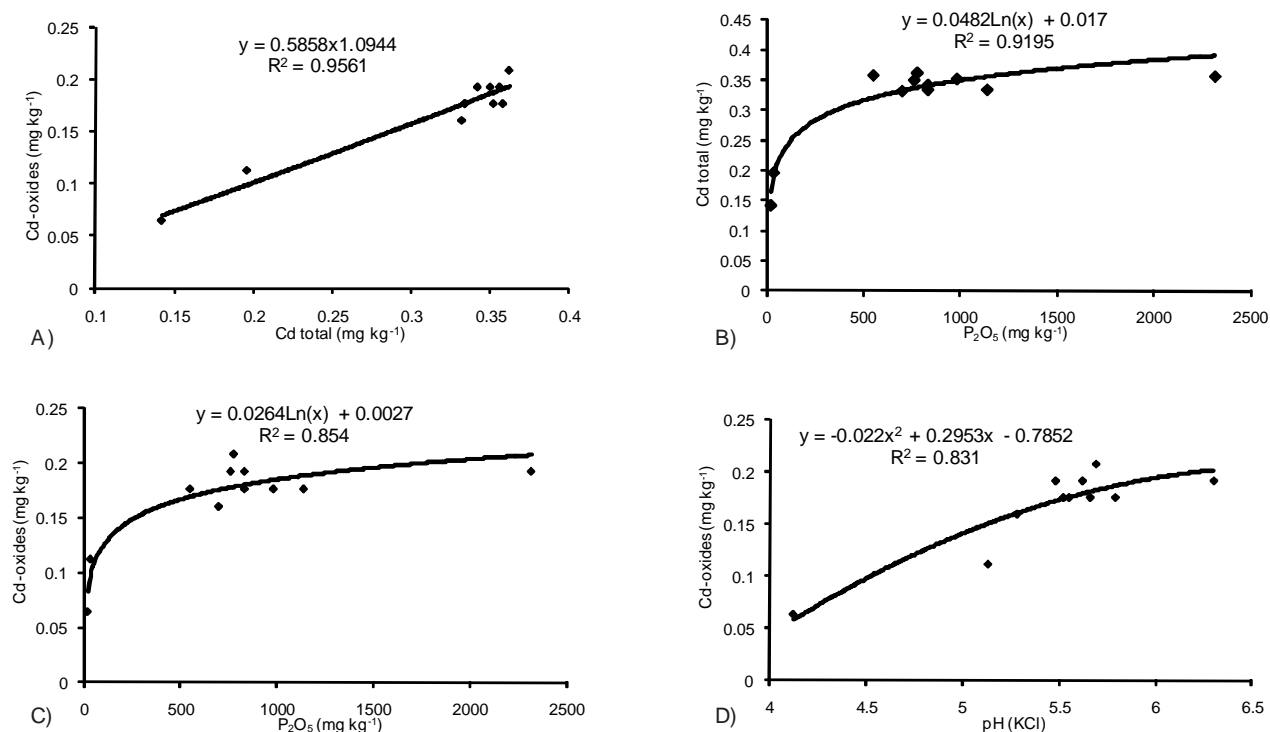 y = 0.5858x1.0944
R² = 0.9561
Cd-oxides (mg kg⁻¹)
0.25
0.2
0.15
0.1
0.05
0
0.1 0.15 0.2 0.25 0.3 0.35 0.4
Cd total (mg kg⁻¹)
A)
y = 0.0482Ln(x) + 0.017
R² = 0.9195
Cd total (mg kg⁻¹)
0.45
0.4
0.35
0.3
0.25
0.2
0.15
0.1
0.05
0
0 500 1000 1500 2000 2500
P₂O₅ (mg kg⁻¹)
B)
y = 0.0264Ln(x) + 0.0027
R² = 0.854
Cd-oxides (mg kg⁻¹)
0.25
0.2
0.15
0.1
0.05
0
0 500 1000 1500 2000 2500
P₂O₅ (mg kg⁻¹)
C)
y = -0.022x² + 0.2953x - 0.7852
R² = 0.831
Cd-oxides (mg kg⁻¹)
0.25
0.2
0.15
0.1
0.05
0
4 4.5 5 5.5 6 6.5
pH (KCl)
D)